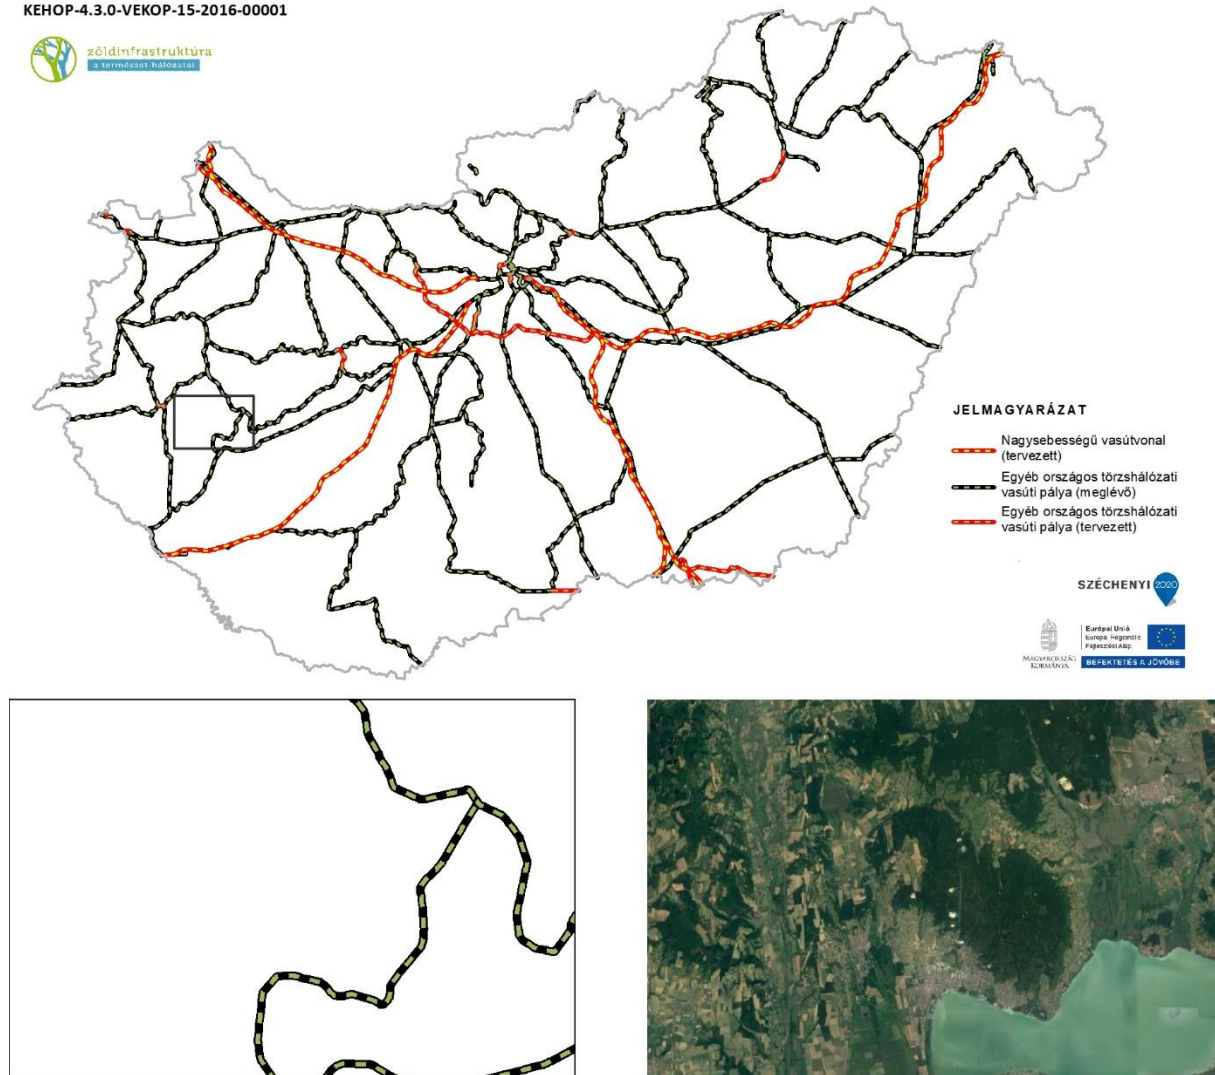 KEHOP-4.3.0-VEKOP-15-2016-00001
zöldinfrastruktúra
a természet hálózatai
JELMAGYARÁZAT
Nagysebességű vasútvonal
(tervezett)
Egyéb országos törzshálózati
vasúti pálya (meglévő)
Egyéb országos törzshálózati
vasúti pálya (tervezett)
SZÉCHENYI 2020
MAGYARORSZÁG
KORMÁNYA
Európai Unió
Európai Regionális
Fejlesztési Alap
BEFEKTETÉS A JÖVŐBE